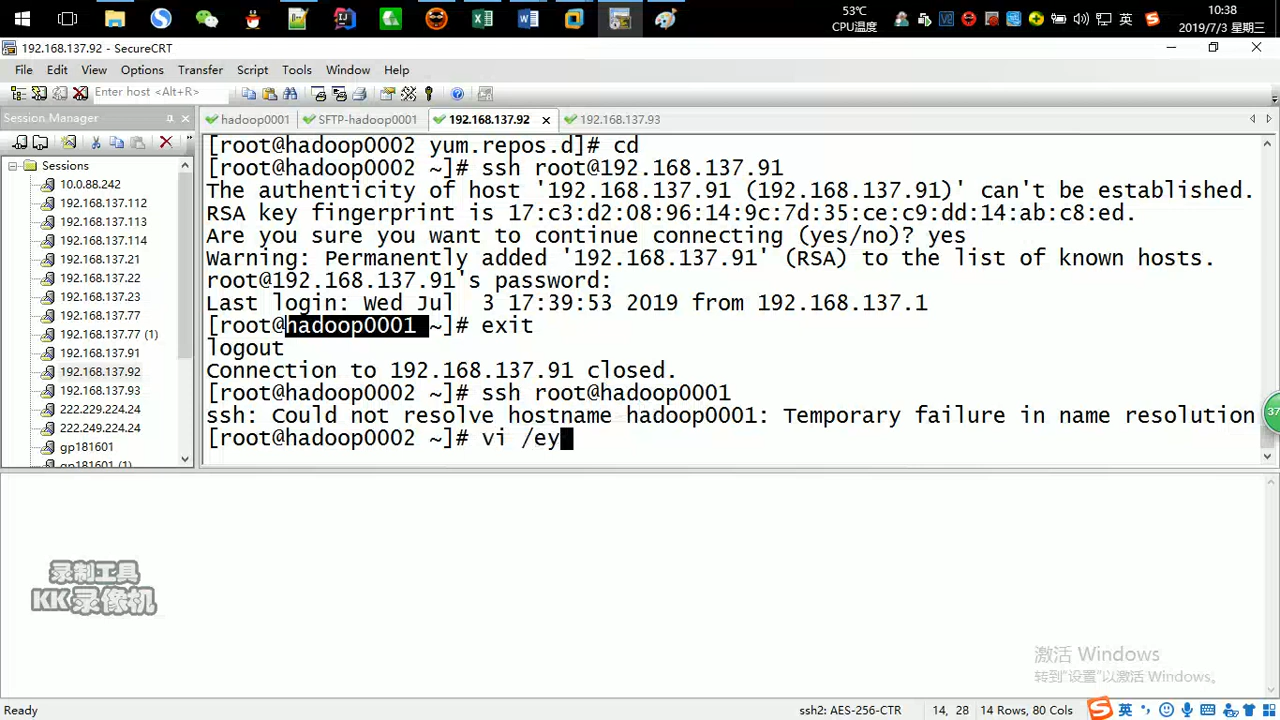 53℃
CPU温度
英
10:38
2019/7/3 星期三
192.168.137.92 - SecureCRT
File Edit View Options Transfer Script Tools Window Help
Enter host <Alt+R>
Session Manager
hadoop0001 SFTP-hadoop0001 192.168.137.92 192.168.137.93
Sessions
10.0.88.242
192.168.137.112
192.168.137.113
192.168.137.114
192.168.137.21
192.168.137.22
192.168.137.23
192.168.137.77
192.168.137.77 (1)
192.168.137.91
192.168.137.92
192.168.137.93
222.229.224.24
222.229.224.24
gp181601
gp181601 (1)
[root@hadoop0002 yum.repos.d]# cd
[root@hadoop0002 ~]# ssh root@192.168.137.91
The authenticity of host '192.168.137.91 (192.168.137.91)' can't be established.
RSA key fingerprint is 17:c3:d2:08:96:14:9c:7d:35:ce:c9:dd:14:ab:c8:ed.
Are you sure you want to continue connecting (yes/no)? yes
Warning: Permanently added '192.168.137.91' (RSA) to the list of known hosts.
root@192.168.137.91's password:
Last login: Wed Jul  3 17:39:53 2019 from 192.168.137.1
[root@hadoop0001 ~]# exit
logout
Connection to 192.168.137.91 closed.
[root@hadoop0002 ~]# ssh root@hadoop0001
ssh: Could not resolve hostname hadoop0001: Temporary failure in name resolution
[root@hadoop0002 ~]# vi /ey
37
录制工具
KK录像机
激活 Windows
转到"设置"以激活 Windows。
Ready
ssh2: AES-256-CTR
14, 28
14 Rows, 80 Cols
英